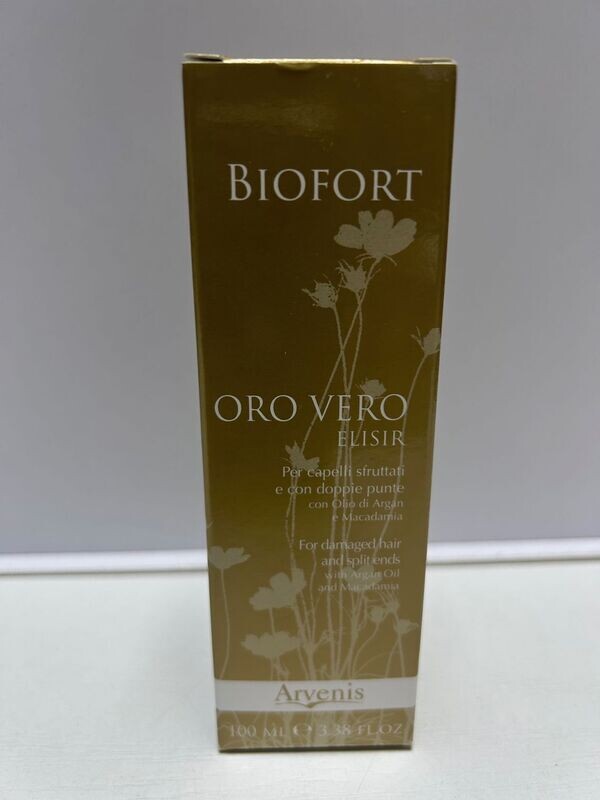 BIOFORT
ORO VERO
ELISIR
Per capelli sfruttati
e con doppie punte
con Olio di Argan
e Macadamia
For damaged hair
and split ends
with Argan Oil
and Macadamia
Arvenis
100 ML ℮ 3.38 FL.OZ